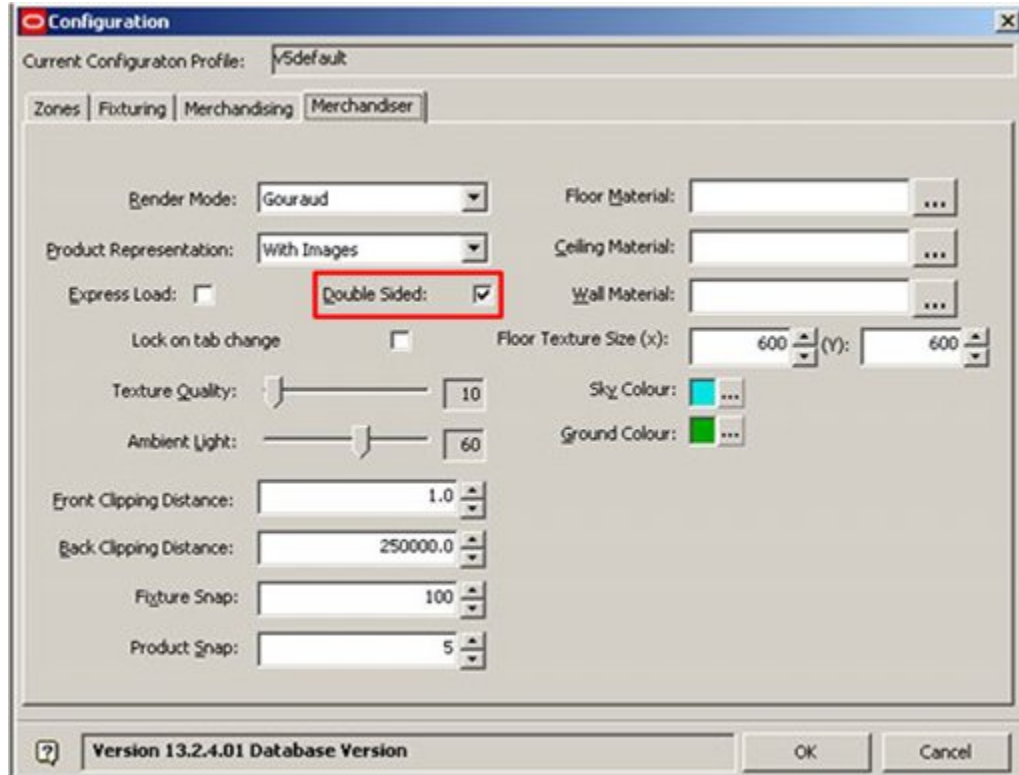 Configuration
Current Configuraton Profile: v5default
Zones Fixturing Merchandising Merchandiser
Render Mode: Gouraud Floor Material: ...
Product Representation: With Images Ceiling Material: ...
Express Load: Double Sided: Wall Material: ...
Lock on tab change Floor Texture Size (x): 600 (Y): 600
Texture Quality: 10 Sky Colour: ...
Ambient Light: 60 Ground Colour: ...
Front Clipping Distance: 1.0
Back Clipping Distance: 250000.0
Fixture Snap: 100
Product Snap: 5
Version 13.2.4.01 Database Version OK Cancel